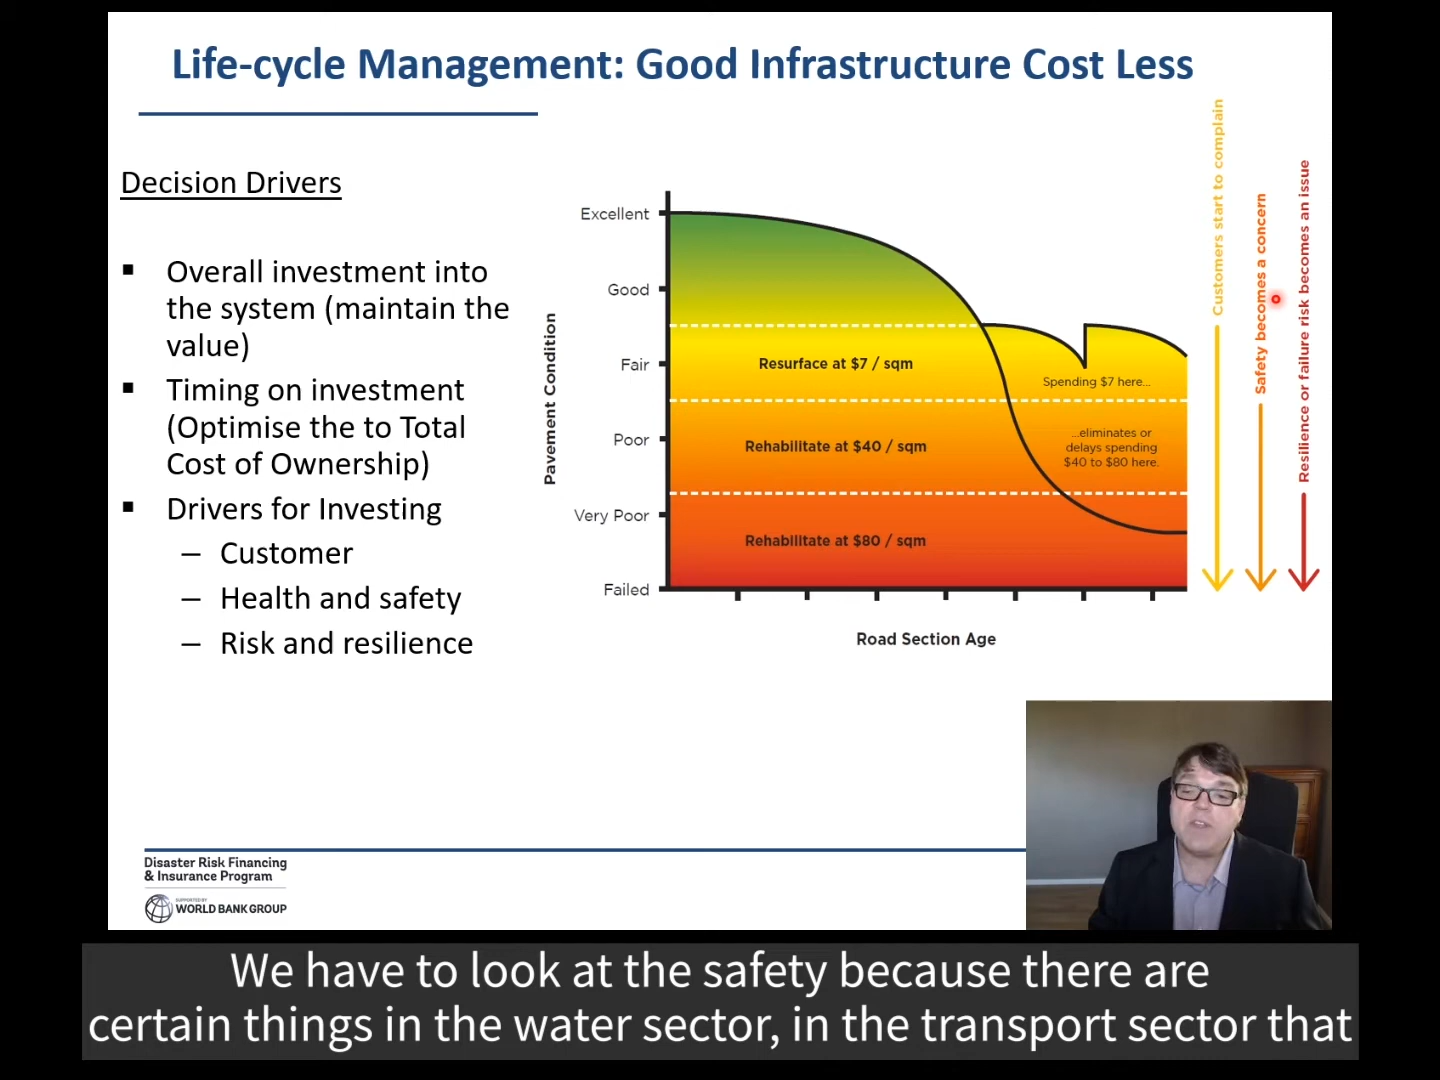 Life-cycle Management: Good Infrastructure Cost Less
Decision Drivers
▪ Overall investment into
the system (maintain the
value)
▪ Timing on investment
(Optimise the to Total
Cost of Ownership)
▪ Drivers for Investing
– Customer
– Health and safety
– Risk and resilience
Pavement Condition
Excellent
Good
Fair
Poor
Very Poor
Failed
Resurface at $7 / sqm
Rehabilitate at $40 / sqm
Rehabilitate at $80 / sqm
Spending $7 here...
...eliminates or
delays spending
$40 to $80 here.
Road Section Age
Customers start to complain
Safety becomes a concern
Resilience or failure risk becomes an issue
Disaster Risk Financing
& Insurance Program
SUPPORTED BY
WORLD BANK GROUP
We have to look at the safety because there are
certain things in the water sector, in the transport sector that